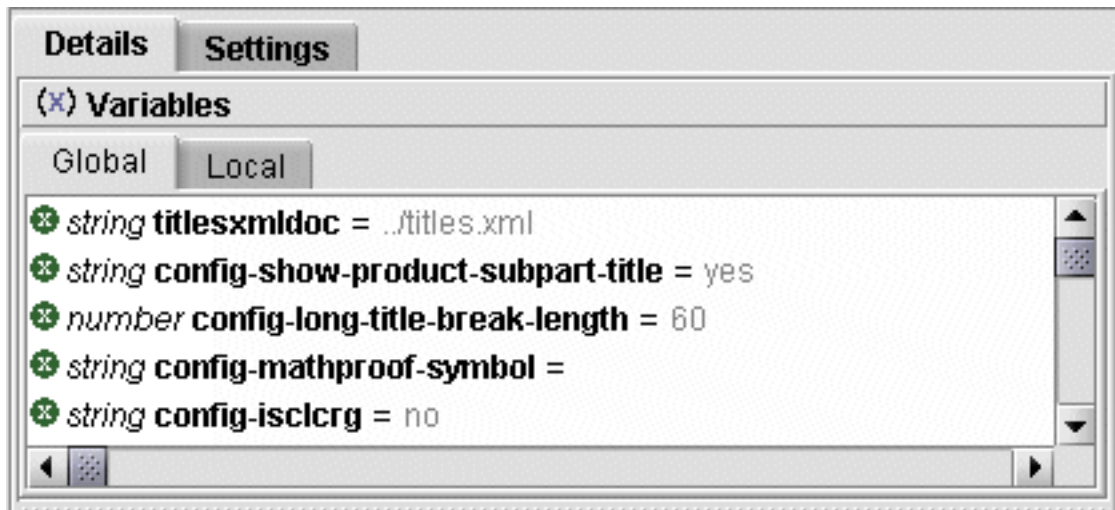 Details Settings
(x) Variables
Global Local
string titlesxmldoc = ../titles.xml
string config-show-product-subpart-title = yes
number config-long-title-break-length = 60
string config-mathproof-symbol =
string config-isclcrg = no